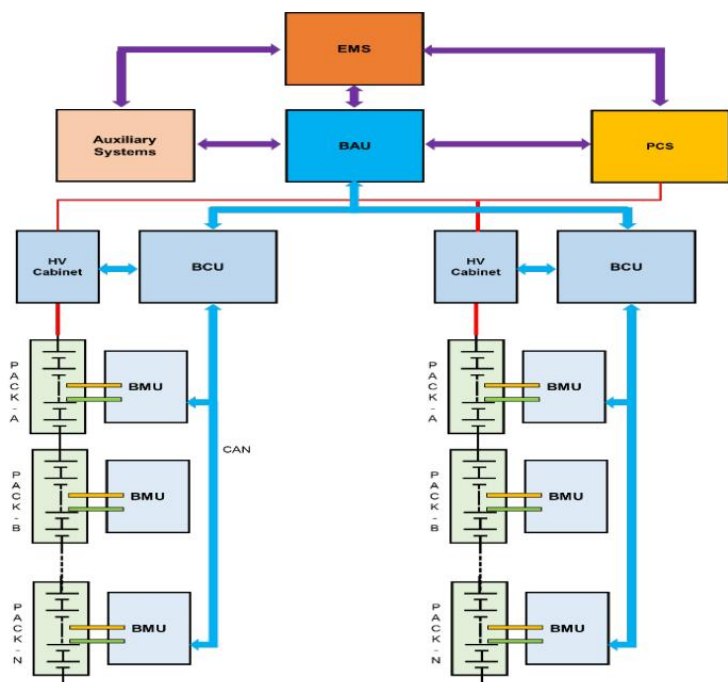 EMS
Auxiliary
Systems
BAU
PCS
HV
Cabinet
BCU
HV
Cabinet
BCU
PACK-A
BMU
PACK-A
BMU
CAN
PACK-B
BMU
PACK-B
BMU
PACK-N
BMU
PACK-N
BMU